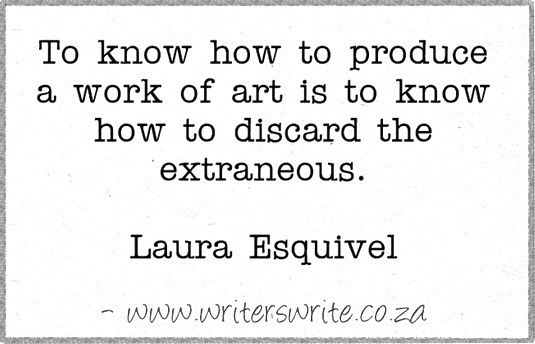 To know how to produce
a work of art is to know
how to discard the
extraneous.
Laura Esquivel
- www.writerswrite.co.za